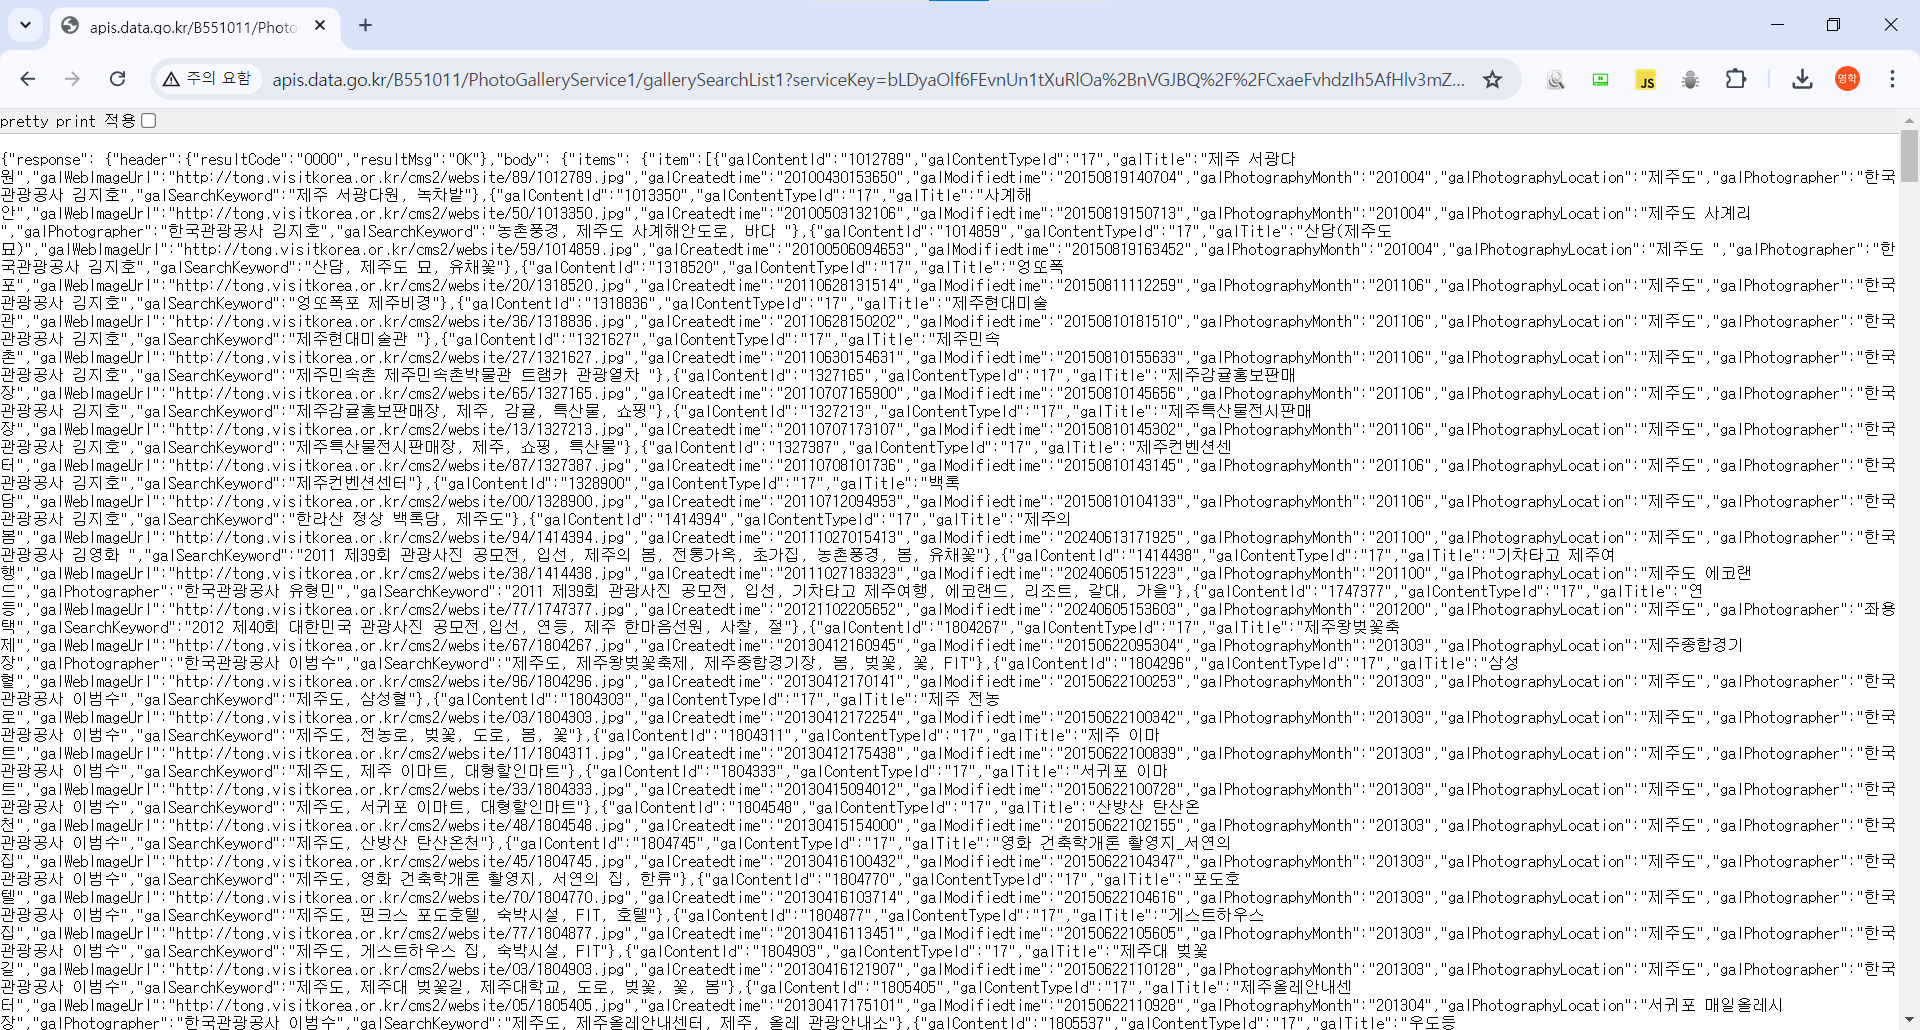 apis.data.go.kr/B551011/Photo
주의 요함
apis.data.go.kr/B551011/PhotoGalleryService1/gallerySearchList1?serviceKey=bLDyaOlf6FEvnUn1tXuRlOa%2BnVGJBQ%2F%2FCxaeFvhdzIh5AfHlv3mZ...
JS
영학
pretty print 적용
{"response": {"header":{"resultCode":"0000","resultMsg":"OK"},"body": {"items": {"item":[{"galContentId":"1012789","galContentTypeId":"17","galTitle":"제주 서광다
원","galWebImageUrl":"http://tong.visitkorea.or.kr/cms2/website/89/1012789.jpg","galCreatedtime":"20100430153650","galModifiedtime":"20150819140704","galPhotographyMonth":"201004","galPhotographyLocation":"제주도","galPhotographer":"한국
관광공사 김지호","galSearchKeyword":"제주 서광다원, 녹차밭"},{"galContentId":"1013350","galContentTypeId":"17","galTitle":"사계해
안","galWebImageUrl":"http://tong.visitkorea.or.kr/cms2/website/50/1013350.jpg","galCreatedtime":"20100503132106","galModifiedtime":"20150819150713","galPhotographyMonth":"201004","galPhotographyLocation":"제주도 사계리
","galPhotographer":"한국관광공사 김지호","galSearchKeyword":"농촌풍경, 제주도 사계해안도로, 바다 "},{"galContentId":"1014859","galContentTypeId":"17","galTitle":"산담(제주도
묘)","galWebImageUrl":"http://tong.visitkorea.or.kr/cms2/website/59/1014859.jpg","galCreatedtime":"20100506094653","galModifiedtime":"20150819163452","galPhotographyMonth":"201004","galPhotographyLocation":"제주도 ","galPhotographer":"한
국관광공사 김지호","galSearchKeyword":"산담, 제주도 묘, 유채꽃"},{"galContentId":"1318520","galContentTypeId":"17","galTitle":"엉또폭
포","galWebImageUrl":"http://tong.visitkorea.or.kr/cms2/website/20/1318520.jpg","galCreatedtime":"20110628131514","galModifiedtime":"20150811112259","galPhotographyMonth":"201106","galPhotographyLocation":"제주도","galPhotographer":"한국
관광공사 김지호","galSearchKeyword":"엉또폭포 제주비경"},{"galContentId":"1318836","galContentTypeId":"17","galTitle":"제주현대미술
관","galWebImageUrl":"http://tong.visitkorea.or.kr/cms2/website/36/1318836.jpg","galCreatedtime":"20110628150202","galModifiedtime":"20150810181510","galPhotographyMonth":"201106","galPhotographyLocation":"제주도","galPhotographer":"한국
관광공사 김지호","galSearchKeyword":"제주현대미술관 "},{"galContentId":"1321627","galContentTypeId":"17","galTitle":"제주민속
촌","galWebImageUrl":"http://tong.visitkorea.or.kr/cms2/website/27/1321627.jpg","galCreatedtime":"20110630154631","galModifiedtime":"20150810155633","galPhotographyMonth":"201106","galPhotographyLocation":"제주도","galPhotographer":"한국
관광공사 김지호","galSearchKeyword":"제주민속촌 제주민속촌박물관 트램카 관광열차 "},{"galContentId":"1327165","galContentTypeId":"17","galTitle":"제주감귤홍보판매
장","galWebImageUrl":"http://tong.visitkorea.or.kr/cms2/website/65/1327165.jpg","galCreatedtime":"20110707165900","galModifiedtime":"20150810145656","galPhotographyMonth":"201106","galPhotographyLocation":"제주도","galPhotographer":"한국
관광공사 김지호","galSearchKeyword":"제주감귤홍보판매장, 제주, 감귤, 특산물, 쇼핑"},{"galContentId":"1327213","galContentTypeId":"17","galTitle":"제주특산물전시판매
장","galWebImageUrl":"http://tong.visitkorea.or.kr/cms2/website/13/1327213.jpg","galCreatedtime":"20110707173107","galModifiedtime":"20150810145302","galPhotographyMonth":"201106","galPhotographyLocation":"제주도","galPhotographer":"한국
관광공사 김지호","galSearchKeyword":"제주특산물전시판매장, 제주, 쇼핑, 특산물"},{"galContentId":"1327387","galContentTypeId":"17","galTitle":"제주컨벤션센
터","galWebImageUrl":"http://tong.visitkorea.or.kr/cms2/website/87/1327387.jpg","galCreatedtime":"20110708101736","galModifiedtime":"20150810143145","galPhotographyMonth":"201106","galPhotographyLocation":"제주도","galPhotographer":"한국
관광공사 김지호","galSearchKeyword":"제주컨벤션센터"},{"galContentId":"1328900","galContentTypeId":"17","galTitle":"백록
담","galWebImageUrl":"http://tong.visitkorea.or.kr/cms2/website/00/1328900.jpg","galCreatedtime":"20110712094953","galModifiedtime":"20150810104133","galPhotographyMonth":"201106","galPhotographyLocation":"제주도","galPhotographer":"한국
관광공사 김지호","galSearchKeyword":"한라산 정상 백록담, 제주도"},{"galContentId":"1414394","galContentTypeId":"17","galTitle":"제주의
봄","galWebImageUrl":"http://tong.visitkorea.or.kr/cms2/website/94/1414394.jpg","galCreatedtime":"20111027015413","galModifiedtime":"20240613171925","galPhotographyMonth":"201100","galPhotographyLocation":"제주도","galPhotographer":"한국
관광공사 김영화 ","galSearchKeyword":"2011 제39회 관광사진 공모전, 입선, 제주의 봄, 전통가옥, 초가집, 농촌풍경, 봄, 유채꽃"},{"galContentId":"1414438","galContentTypeId":"17","galTitle":"기차타고 제주여
행","galWebImageUrl":"http://tong.visitkorea.or.kr/cms2/website/38/1414438.jpg","galCreatedtime":"20111027183323","galModifiedtime":"20240605151223","galPhotographyMonth":"201100","galPhotographyLocation":"제주도 에코랜
드","galPhotographer":"한국관광공사 유형민","galSearchKeyword":"2011 제39회 관광사진 공모전, 입선, 기차타고 제주여행, 에코랜드, 리조트, 갈대, 가을"},{"galContentId":"1747377","galContentTypeId":"17","galTitle":"연
등","galWebImageUrl":"http://tong.visitkorea.or.kr/cms2/website/77/1747377.jpg","galCreatedtime":"20121102205652","galModifiedtime":"20240605153603","galPhotographyMonth":"201200","galPhotographyLocation":"제주도","galPhotographer":"좌용
택","galSearchKeyword":"2012 제40회 대한민국 관광사진 공모전,입선, 연등, 제주 한마음선원, 사찰, 절"},{"galContentId":"1804267","galContentTypeId":"17","galTitle":"제주왕벚꽃축
제","galWebImageUrl":"http://tong.visitkorea.or.kr/cms2/website/67/1804267.jpg","galCreatedtime":"20130412160945","galModifiedtime":"20150622095304","galPhotographyMonth":"201303","galPhotographyLocation":"제주종합경기
장","galPhotographer":"한국관광공사 이범수","galSearchKeyword":"제주도, 제주왕벚꽃축제, 제주종합경기장, 봄, 벚꽃, 꽃, FIT"},{"galContentId":"1804296","galContentTypeId":"17","galTitle":"삼성
혈","galWebImageUrl":"http://tong.visitkorea.or.kr/cms2/website/96/1804296.jpg","galCreatedtime":"20130412170141","galModifiedtime":"20150622100253","galPhotographyMonth":"201303","galPhotographyLocation":"제주도","galPhotographer":"한국
관광공사 이범수","galSearchKeyword":"제주도, 삼성혈"},{"galContentId":"1804303","galContentTypeId":"17","galTitle":"제주 전농
로","galWebImageUrl":"http://tong.visitkorea.or.kr/cms2/website/03/1804303.jpg","galCreatedtime":"20130412172254","galModifiedtime":"20150622100342","galPhotographyMonth":"201303","galPhotographyLocation":"제주도","galPhotographer":"한국
관광공사 이범수","galSearchKeyword":"제주도, 전농로, 벚꽃, 도로, 봄, 꽃"},{"galContentId":"1804311","galContentTypeId":"17","galTitle":"제주 이마
트","galWebImageUrl":"http://tong.visitkorea.or.kr/cms2/website/11/1804311.jpg","galCreatedtime":"20130412175438","galModifiedtime":"20150622100839","galPhotographyMonth":"201303","galPhotographyLocation":"제주도","galPhotographer":"한국
관광공사 이범수","galSearchKeyword":"제주도, 제주 이마트, 대형할인마트"},{"galContentId":"1804333","galContentTypeId":"17","galTitle":"서귀포 이마
트","galWebImageUrl":"http://tong.visitkorea.or.kr/cms2/website/33/1804333.jpg","galCreatedtime":"20130415094012","galModifiedtime":"20150622100728","galPhotographyMonth":"201303","galPhotographyLocation":"제주도","galPhotographer":"한국
관광공사 이범수","galSearchKeyword":"제주도, 서귀포 이마트, 대형할인마트"},{"galContentId":"1804548","galContentTypeId":"17","galTitle":"산방산 탄산온
천","galWebImageUrl":"http://tong.visitkorea.or.kr/cms2/website/48/1804548.jpg","galCreatedtime":"20130415154000","galModifiedtime":"20150622102155","galPhotographyMonth":"201303","galPhotographyLocation":"제주도","galPhotographer":"한국
관광공사 이범수","galSearchKeyword":"제주도, 산방산 탄산온천"},{"galContentId":"1804745","galContentTypeId":"17","galTitle":"영화 건축학개론 촬영지_서연의
집","galWebImageUrl":"http://tong.visitkorea.or.kr/cms2/website/45/1804745.jpg","galCreatedtime":"20130416100432","galModifiedtime":"20150622104347","galPhotographyMonth":"201303","galPhotographyLocation":"제주도","galPhotographer":"한국
관광공사 이범수","galSearchKeyword":"제주도, 영화 건축학개론 촬영지, 서연의 집, 한류"},{"galContentId":"1804770","galContentTypeId":"17","galTitle":"포도호
텔","galWebImageUrl":"http://tong.visitkorea.or.kr/cms2/website/70/1804770.jpg","galCreatedtime":"20130416103714","galModifiedtime":"20150622104616","galPhotographyMonth":"201303","galPhotographyLocation":"제주도","galPhotographer":"한국
관광공사 이범수","galSearchKeyword":"제주도, 핀크스 포도호텔, 숙박시설, FIT, 호텔"},{"galContentId":"1804877","galContentTypeId":"17","galTitle":"게스트하우스
집","galWebImageUrl":"http://tong.visitkorea.or.kr/cms2/website/77/1804877.jpg","galCreatedtime":"20130416113451","galModifiedtime":"20150622105605","galPhotographyMonth":"201303","galPhotographyLocation":"제주도","galPhotographer":"한국
관광공사 이범수","galSearchKeyword":"제주도, 게스트하우스 집, 숙박시설, FIT"},{"galContentId":"1804903","galContentTypeId":"17","galTitle":"제주대 벚꽃
길","galWebImageUrl":"http://tong.visitkorea.or.kr/cms2/website/03/1804903.jpg","galCreatedtime":"20130416121907","galModifiedtime":"20150622110128","galPhotographyMonth":"201303","galPhotographyLocation":"제주도","galPhotographer":"한국
관광공사 이범수","galSearchKeyword":"제주도, 제주대 벚꽃길, 제주대학교, 도로, 벚꽃, 꽃, 봄"},{"galContentId":"1805405","galContentTypeId":"17","galTitle":"제주올레안내센
터","galWebImageUrl":"http://tong.visitkorea.or.kr/cms2/website/05/1805405.jpg","galCreatedtime":"20130417175101","galModifiedtime":"20150622110928","galPhotographyMonth":"201304","galPhotographyLocation":"서귀포 매일올레시
장","galPhotographer":"한국관광공사 이범수","galSearchKeyword":"제주도, 제주올레안내센터, 제주, 올레 관광안내소"},{"galContentId":"1805537","galContentTypeId":"17","galTitle":"우도등